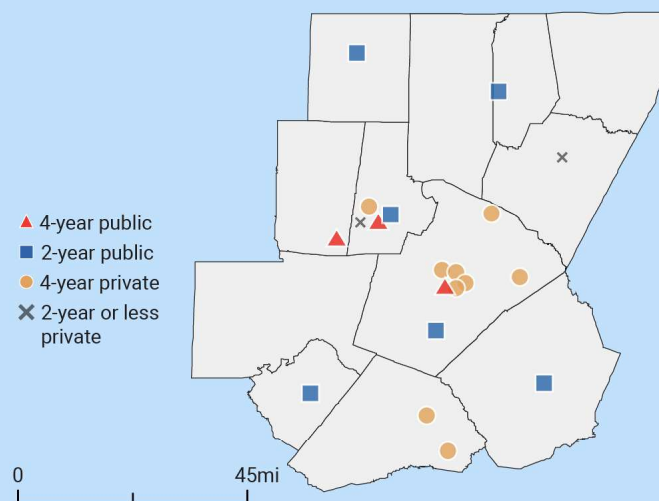 4-year public
2-year public
4-year private
2-year or less
private
0
45mi